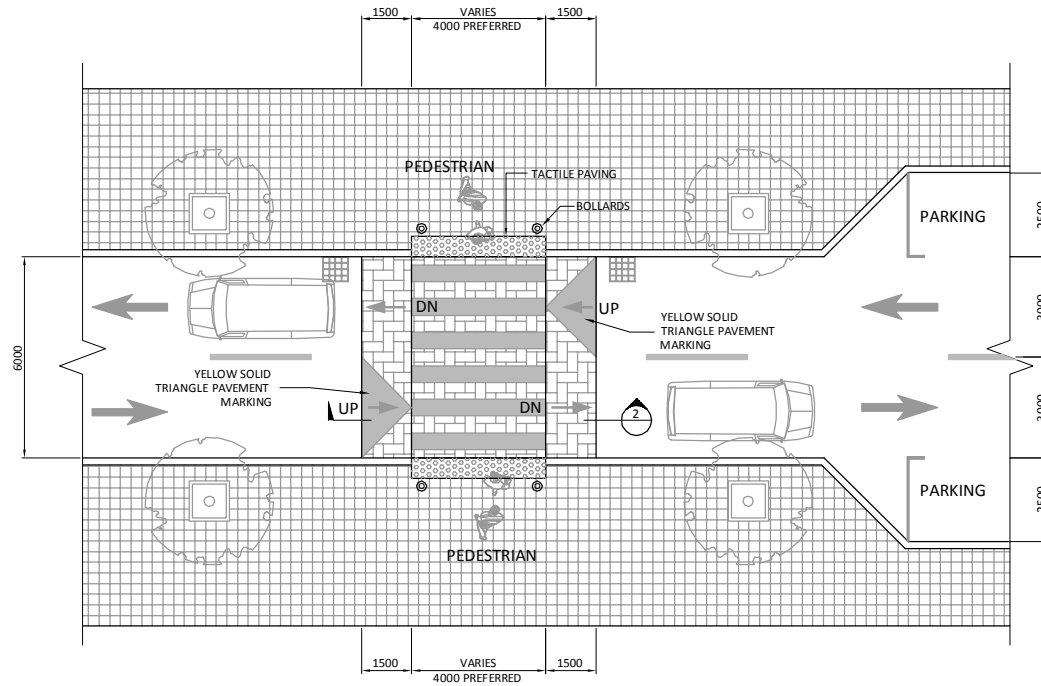 1500
VARIES
1500
4000 PREFERRED
PEDESTRIAN
TACTILE PAVING
BOLLARDS
PARKING
DN
UP
YELLOW SOLID
TRIANGLE PAVEMENT
MARKING
6000
YELLOW SOLID
TRIANGLE PAVEMENT
MARKING
UP
DN
2
PARKING
PEDESTRIAN
1500
VARIES
1500
4000 PREFERRED